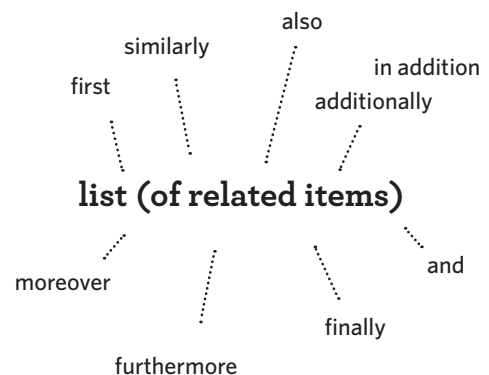 also
similarly
in addition
first
additionally
list (of related items)
and
moreover
finally
furthermore